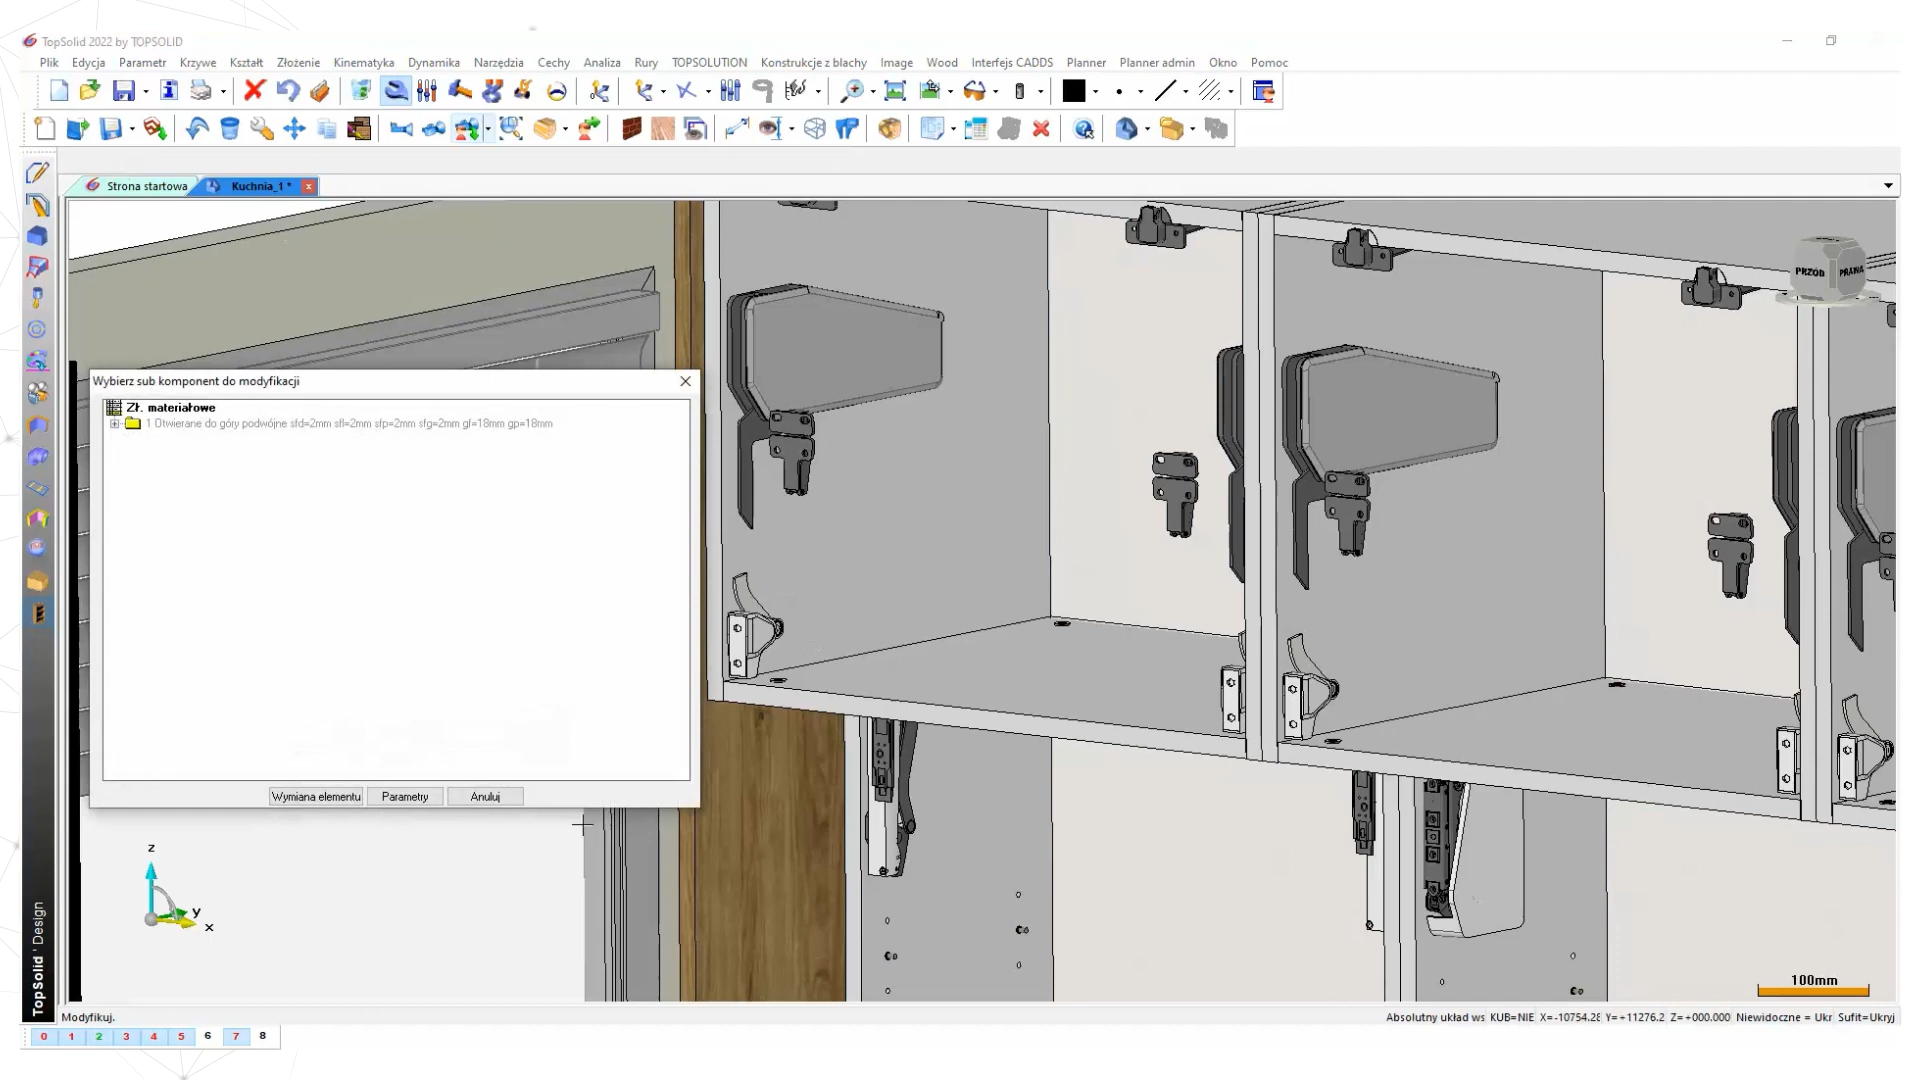 TopSolid 2022 by TOPSOLID
Plik Edycja Parametr Krzywe Kształt Złożenie Kinematyka Dynamika Narzędzia Cechy Analiza Rury TOPSOLUTION Konstrukcje z blachy Image Wood Interfejs CADDS Planner Planner admin Okno Pomoc
Strona startowa Kuchnia_1 *
PRZÓD PRAWA
Wybierz sub komponent do modyfikacji
Zł. materiałowe
1 Otwierane do góry podwójne sfd=2mm sfl=2mm sfp=2mm sfg=2mm gf=18mm gp=18mm
Wymiana elementu Parametry Anuluj
z
y
x
100mm
TopSolid ' Design
Modyfikuj.
Absolutny układ ws KUB=NIE X=-10754.28 Y=+11276.2 Z=+000.000 Niewidoczne = Ukr Sufit=Ukryj
0 1 2 3 4 5 6 7 8